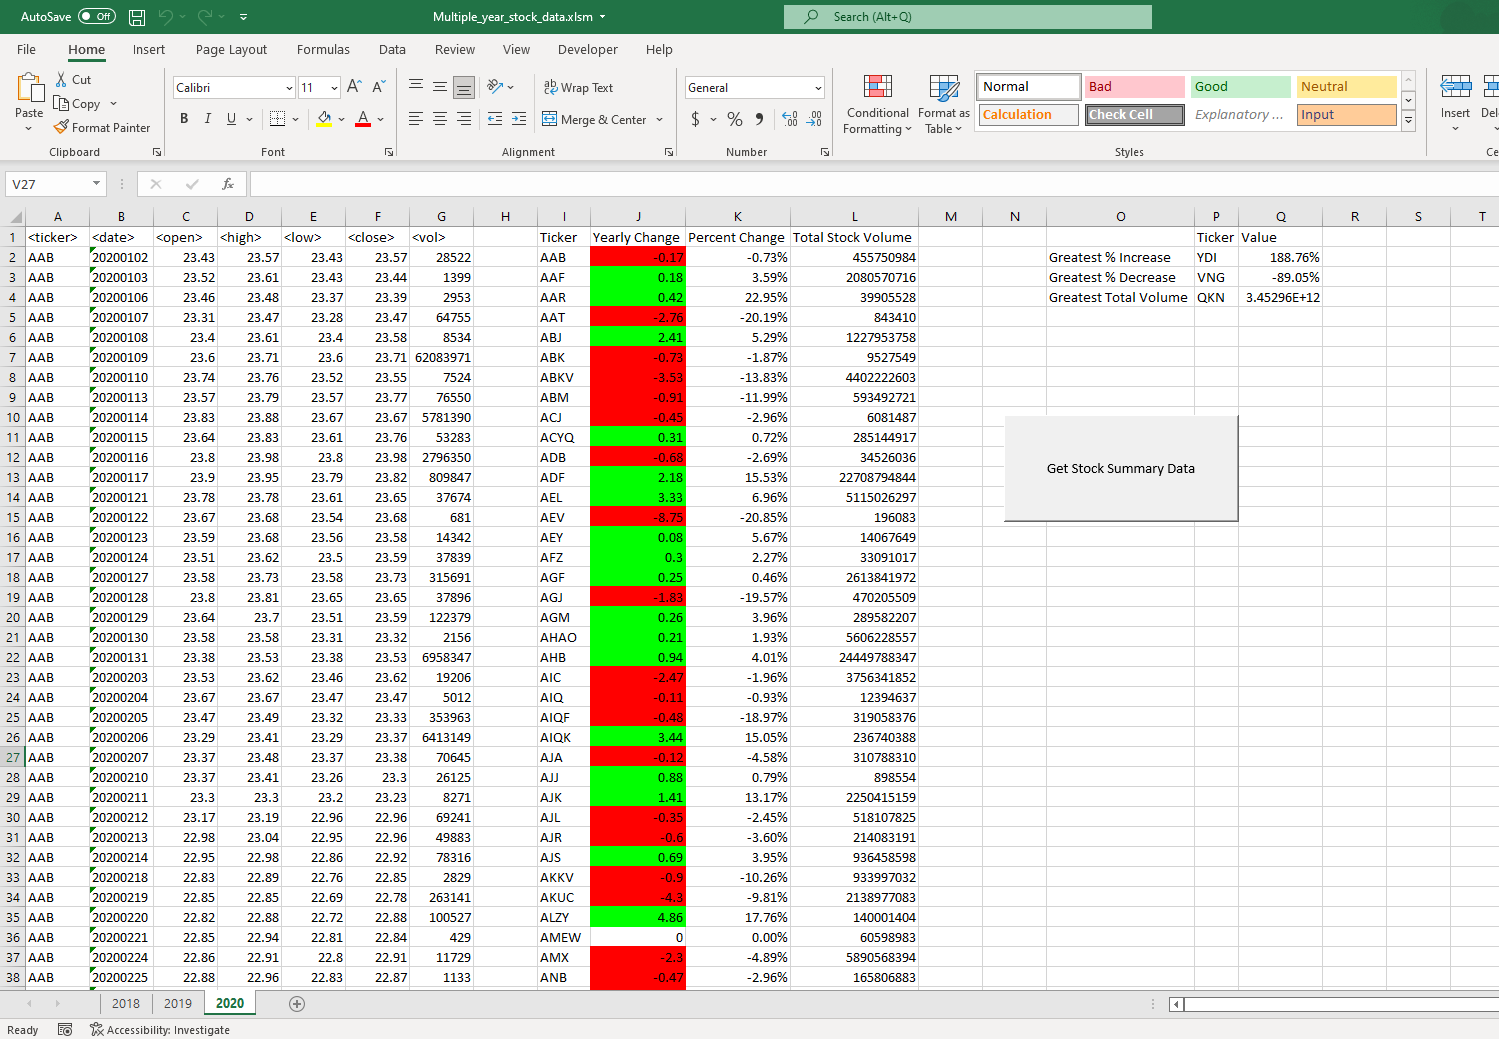 AutoSave Off Multiple_year_stock_data.xlsm Search (Alt+Q)
File Home Insert Page Layout Formulas Data Review View Developer Help
Paste Cut Copy Format Painter
Clipboard
Calibri 11
B I U A
Font
Wrap Text
Merge & Center
Alignment
General
$ % 9
Number
Conditional Formatting Format as Table
Normal Bad Good Neutral
Calculation Check Cell Explanatory ... Input
Styles
Insert Del
Ce
V27 fx
A B C D E F G H I J K L M N O P Q R S T
1 <ticker> <date> <open> <high> <low> <close> <vol> Ticker Yearly Change Percent Change Total Stock Volume Ticker Value
2 AAB 20200102 23.43 23.57 23.43 23.57 28522 AAB -0.17 -0.73% 455750984 Greatest % Increase YDI 188.76%
3 AAB 20200103 23.52 23.61 23.43 23.44 1399 AAF 0.18 3.59% 2080570716 Greatest % Decrease VNG -89.05%
4 AAB 20200106 23.46 23.48 23.37 23.39 2953 AAR 0.42 22.95% 39905528 Greatest Total Volume QKN 3.45296E+12
5 AAB 20200107 23.31 23.47 23.28 23.47 64755 AAT -2.76 -20.19% 843410
6 AAB 20200108 23.4 23.61 23.4 23.58 8534 ABJ 2.41 5.29% 1227953758
7 AAB 20200109 23.6 23.71 23.6 23.71 62083971 ABK -0.73 -1.87% 9527549
8 AAB 20200110 23.74 23.76 23.52 23.55 7524 ABKV -3.53 -13.83% 4402222603
9 AAB 20200113 23.57 23.79 23.57 23.77 76550 ABM -0.91 -11.99% 593492721
10 AAB 20200114 23.83 23.88 23.67 23.67 5781390 ACJ -0.45 -2.96% 6081487
11 AAB 20200115 23.64 23.83 23.61 23.76 53283 ACYQ 0.31 0.72% 285144917
12 AAB 20200116 23.8 23.98 23.8 23.98 2796350 ADB -0.68 -2.69% 34526036
13 AAB 20200117 23.9 23.95 23.79 23.82 809847 ADF 2.18 15.53% 22708794844 Get Stock Summary Data
14 AAB 20200121 23.78 23.78 23.61 23.65 37674 AEL 3.33 6.96% 5115026297
15 AAB 20200122 23.67 23.68 23.54 23.68 681 AEV -8.75 -20.85% 196083
16 AAB 20200123 23.59 23.68 23.56 23.58 14342 AEY 0.08 5.67% 14067649
17 AAB 20200124 23.51 23.62 23.5 23.59 37839 AFZ 0.3 2.27% 33091017
18 AAB 20200127 23.58 23.73 23.58 23.73 315691 AGF 0.25 0.46% 2613841972
19 AAB 20200128 23.8 23.81 23.65 23.65 37896 AGJ -1.83 -19.57% 470205509
20 AAB 20200129 23.64 23.7 23.51 23.59 122379 AGM 0.26 3.96% 289582207
21 AAB 20200130 23.58 23.58 23.31 23.32 2156 AHAO 0.21 1.93% 5606228557
22 AAB 20200131 23.38 23.53 23.38 23.53 6958347 AHB 0.94 4.01% 24449788347
23 AAB 20200203 23.53 23.62 23.46 23.62 19206 AIC -2.47 -1.96% 3756341852
24 AAB 20200204 23.67 23.67 23.47 23.47 5012 AIQ -0.11 -0.93% 12394637
25 AAB 20200205 23.47 23.49 23.32 23.33 353963 AIQF -0.48 -18.97% 319058376
26 AAB 20200206 23.29 23.41 23.29 23.37 6413149 AIQK 3.44 15.05% 236740388
27 AAB 20200207 23.37 23.48 23.37 23.38 70645 AJA -0.12 -4.58% 310788310
28 AAB 20200210 23.37 23.41 23.26 23.3 26125 AJJ 0.88 0.79% 898554
29 AAB 20200211 23.3 23.3 23.2 23.23 8271 AJK 1.41 13.17% 2250415159
30 AAB 20200212 23.17 23.19 22.96 22.96 69241 AJL -0.35 -2.45% 518107825
31 AAB 20200213 22.98 23.04 22.95 22.96 49883 AJR -0.6 -3.60% 214083191
32 AAB 20200214 22.95 22.98 22.86 22.92 78316 AJS 0.69 3.95% 936458598
33 AAB 20200218 22.83 22.89 22.76 22.85 2829 AKKV -0.9 -10.26% 933997032
34 AAB 20200219 22.85 22.85 22.69 22.78 263141 AKUC -4.3 -9.81% 2138977083
35 AAB 20200220 22.82 22.88 22.72 22.88 100527 ALZY 4.86 17.76% 140001404
36 AAB 20200221 22.85 22.94 22.81 22.84 429 AMEW 0 0.00% 60598983
37 AAB 20200224 22.86 22.91 22.8 22.91 11729 AMX -2.3 -4.89% 5890568394
38 AAB 20200225 22.88 22.96 22.83 22.87 1133 ANB -0.47 -2.96% 165806883
2018 2019 2020
Ready Accessibility: Investigate